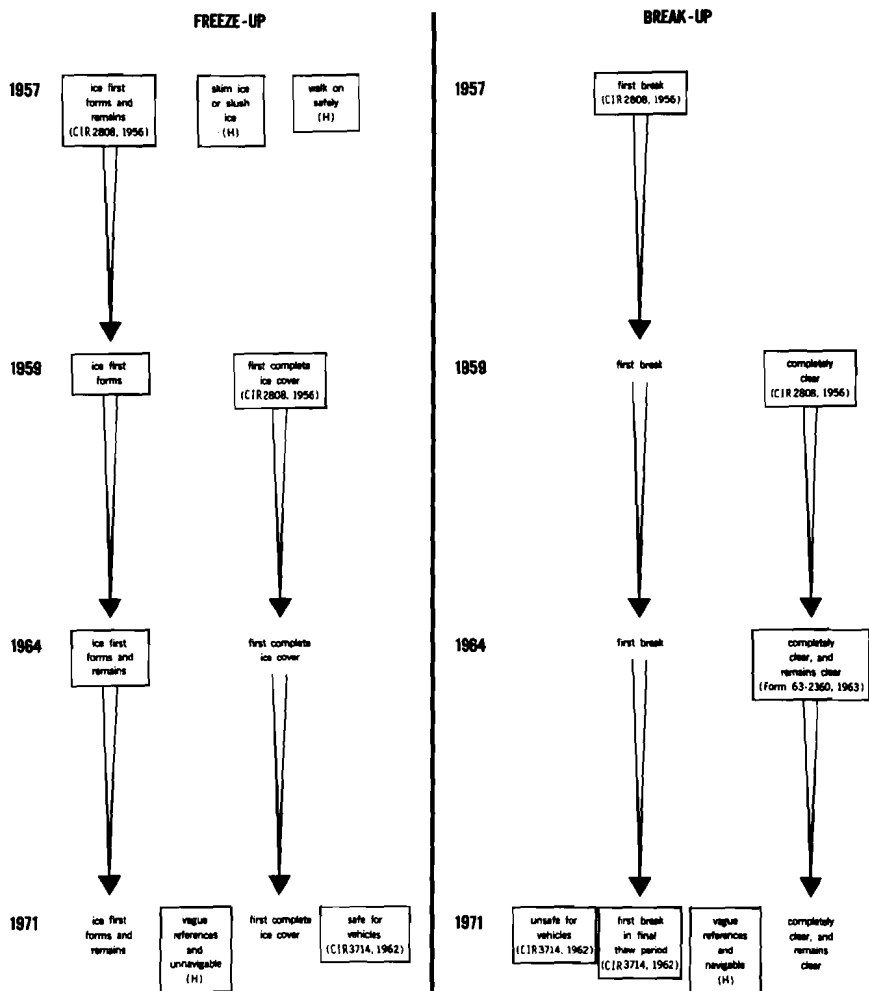 FREEZE-UP
BREAK-UP
1957
ice first
forms and
remains
(CIR 2808, 1956)
skim ice
or slush
ice
(H)
walk on
safely
(H)
1957
first break
(CIR 2808, 1956)
1959
ice first
forms
first complete
ice cover
(CIR 2808, 1956)
1959
first break
completely
clear
(CIR 2808, 1956)
1964
ice first
forms and
remains
first complete
ice cover
1964
first break
completely
clear, and
remains clear
(Form 63-2360, 1963)
1971
ice first
forms and
remains
vague
references
and
unnavigable
(H)
first complete
ice cover
safe for
vehicles
(CIR 3714, 1962)
1971
unsafe for
vehicles
(CIR 3714, 1962)
first break
in final
thaw period
(CIR 3714, 1962)
vague
references
and
navigable
(H)
completely
clear, and
remains
clear